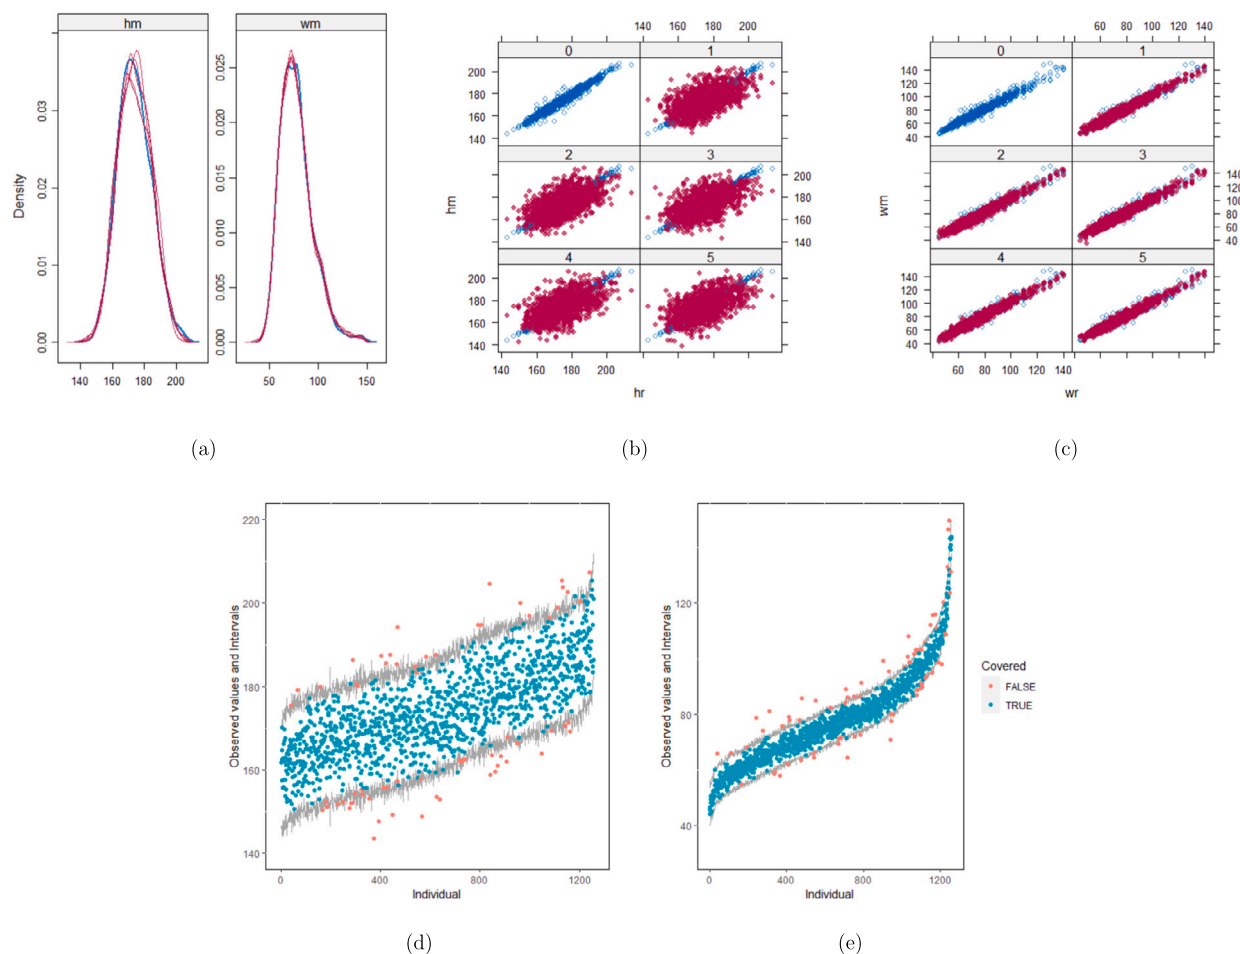 hm wm
Density
0.00 0.01 0.02 0.03
0.000 0.005 0.010 0.015 0.020 0.025
140 160 180 200
50 100 150
(a)
140 160 180 200
0 1
2 3
4 5
hm
140 160 180 200
140 160 180 200
140 160 180 200
140 160 180 200
hr
(b)
60 80 100 120 140
0 1
2 3
4 5
wm
40 60 80 100 120 140
40 60 80 100 120 140
40 60 80 100 120 140
60 80 100 120 140
wr
(c)
Observed values and Intervals
140 160 180 200 220
0 400 800 1200
Individual
(d)
Observed values and Intervals
40 80 120
0 400 800 1200
Individual
(e)
Covered
FALSE
TRUE